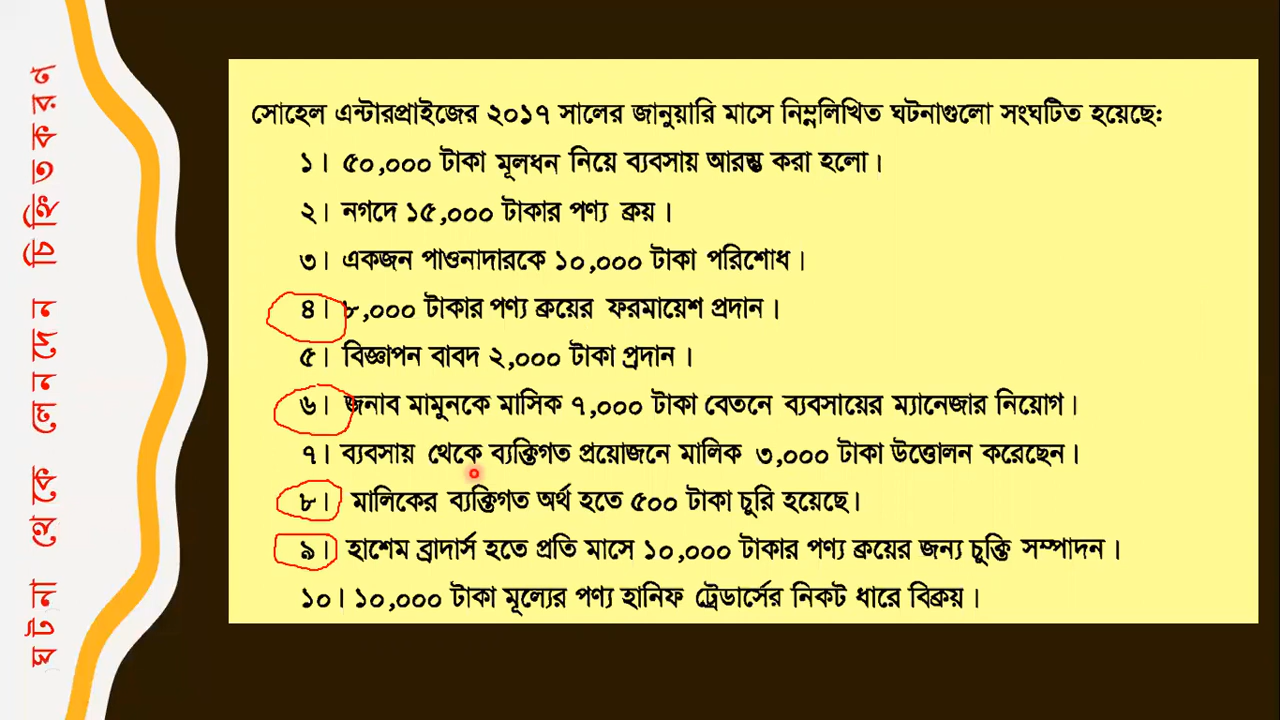 ঘটনা থেকে লেনদেন চিহ্নিতকরণ
সোহেল এন্টারপ্রাইজের ২০১৭ সালের জানুয়ারি মাসে নিম্নলিখিত ঘটনাগুলো সংঘটিত হয়েছে:
১। ৫০,০০০ টাকা মূলধন নিয়ে ব্যবসায় আরম্ভ করা হলো।
২। নগদে ১৫,০০০ টাকার পণ্য ক্রয়।
৩। একজন পাওনাদারকে ১০,০০০ টাকা পরিশোধ।
৪। ৮,০০০ টাকার পণ্য ক্রয়ের ফরমায়েশ প্রদান।
৫। বিজ্ঞাপন বাবদ ২,০০০ টাকা প্রদান।
৬। জনাব মামুনকে মাসিক ৭,০০০ টাকা বেতনে ব্যবসায়ের ম্যানেজার নিয়োগ।
৭। ব্যবসায় থেকে ব্যক্তিগত প্রয়োজনে মালিক ৩,০০০ টাকা উত্তোলন করেছেন।
৮। মালিকের ব্যক্তিগত অর্থ হতে ৫০০ টাকা চুরি হয়েছে।
৯। হাশেম ব্রাদার্স হতে প্রতি মাসে ১০,০০০ টাকার পণ্য ক্রয়ের জন্য চুক্তি সম্পাদন।
১০। ১০,০০০ টাকা মূল্যের পণ্য হানিফ ট্রেডার্সের নিকট ধারে বিক্রয়।